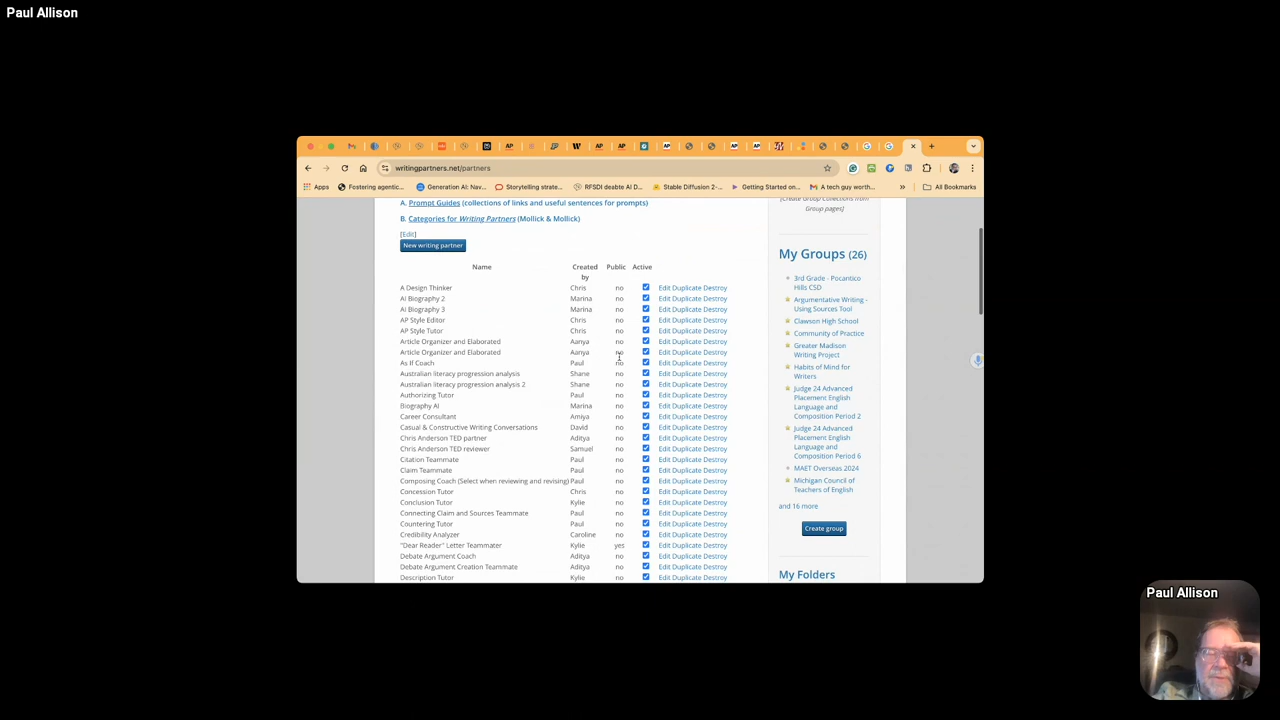 Paul Allison
writingpartners.net/partners
Apps Fostering agentic... Generation AI: Nav... Storytelling strate... RFSDI deabte AI D... Stable Diffusion 2-... Getting Started on... A tech guy worth... » All Bookmarks
A. Prompt Guides (collections of links and useful sentences for prompts)
B. Categories for Writing Partners (Mollick & Mollick)
[Edit]
New writing partner
Name Created by Public Active
A Design Thinker Chris no Edit Duplicate Destroy
AI Biography 2 Marina no Edit Duplicate Destroy
AI Biography 3 Marina no Edit Duplicate Destroy
AP Style Editor Chris no Edit Duplicate Destroy
AP Style Tutor Chris no Edit Duplicate Destroy
Article Organizer and Elaborated Aanya no Edit Duplicate Destroy
Article Organizer and Elaborated Aanya no Edit Duplicate Destroy
As If Coach Paul no Edit Duplicate Destroy
Australian literacy progression analysis Shane no Edit Duplicate Destroy
Australian literacy progression analysis 2 Shane no Edit Duplicate Destroy
Authorizing Tutor Paul no Edit Duplicate Destroy
Biography AI Marina no Edit Duplicate Destroy
Career Consultant Amiya no Edit Duplicate Destroy
Casual & Constructive Writing Conversations David no Edit Duplicate Destroy
Chris Anderson TED partner Aditya no Edit Duplicate Destroy
Chris Anderson TED reviewer Samuel no Edit Duplicate Destroy
Citation Teammate Paul no Edit Duplicate Destroy
Claim Teammate Paul no Edit Duplicate Destroy
Composing Coach (Select when reviewing and revising) Paul no Edit Duplicate Destroy
Concession Tutor Chris no Edit Duplicate Destroy
Conclusion Tutor Kylie no Edit Duplicate Destroy
Connecting Claim and Sources Teammate Paul no Edit Duplicate Destroy
Countering Tutor Paul no Edit Duplicate Destroy
Credibility Analyzer Caroline no Edit Duplicate Destroy
"Dear Reader" Letter Teammater Kylie yes Edit Duplicate Destroy
Debate Argument Coach Aditya no Edit Duplicate Destroy
Debate Argument Creation Teammate Aditya no Edit Duplicate Destroy
Description Tutor Kylie no Edit Duplicate Destroy
[Create Group Collections from
Group pages]
My Groups (26)
3rd Grade - Pocantico
Hills CSD
Argumentative Writing -
Using Sources Tool
Clawson High School
Community of Practice
Greater Madison
Writing Project
Habits of Mind for
Writers
Judge 24 Advanced
Placement English
Language and
Composition Period 2
Judge 24 Advanced
Placement English
Language and
Composition Period 6
MAET Overseas 2024
Michigan Council of
Teachers of English
and 16 more
Create group
My Folders
Paul Allison